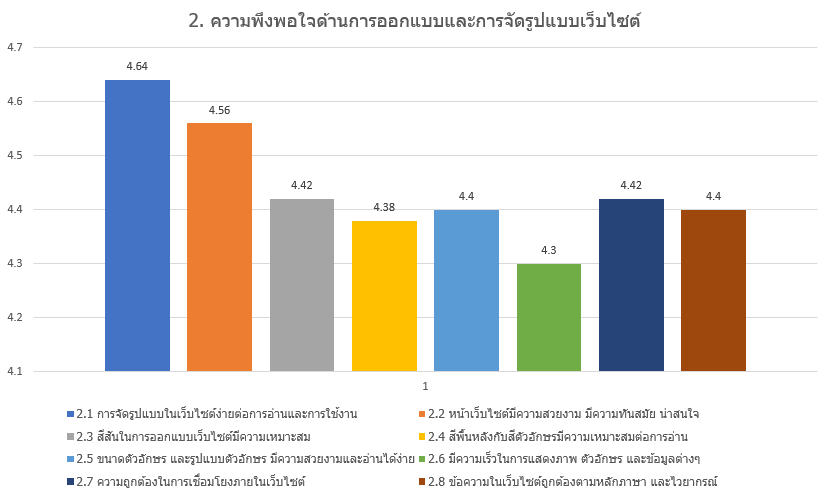 2. ความพึงพอใจด้านการออกแบบและการจัดรูปแบบเว็บไซต์
4.7
4.64
4.6
4.56
4.5
4.42
4.38
4.4
4.42
4.4
4.4
4.3
4.3
4.2
4.1
1
2.1 การจัดรูปแบบในเว็บไซต์ง่ายต่อการอ่านและการใช้งาน
2.2 หน้าเว็บไซต์มีความสวยงาม มีความทันสมัย น่าสนใจ
2.3 สีสันในการออกแบบเว็บไซต์มีความเหมาะสม
2.4 สีพื้นหลังกับสีตัวอักษรมีความเหมาะสมต่อการอ่าน
2.5 ขนาดตัวอักษร และรูปแบบตัวอักษร มีความสวยงามและอ่านได้ง่าย
2.6 มีความเร็วในการแสดงภาพ ตัวอักษร และข้อมูลต่างๆ
2.7 ความถูกต้องในการเชื่อมโยงภายในเว็บไซต์
2.8 ข้อความในเว็บไซต์ถูกต้องตามหลักภาษา และไวยากรณ์